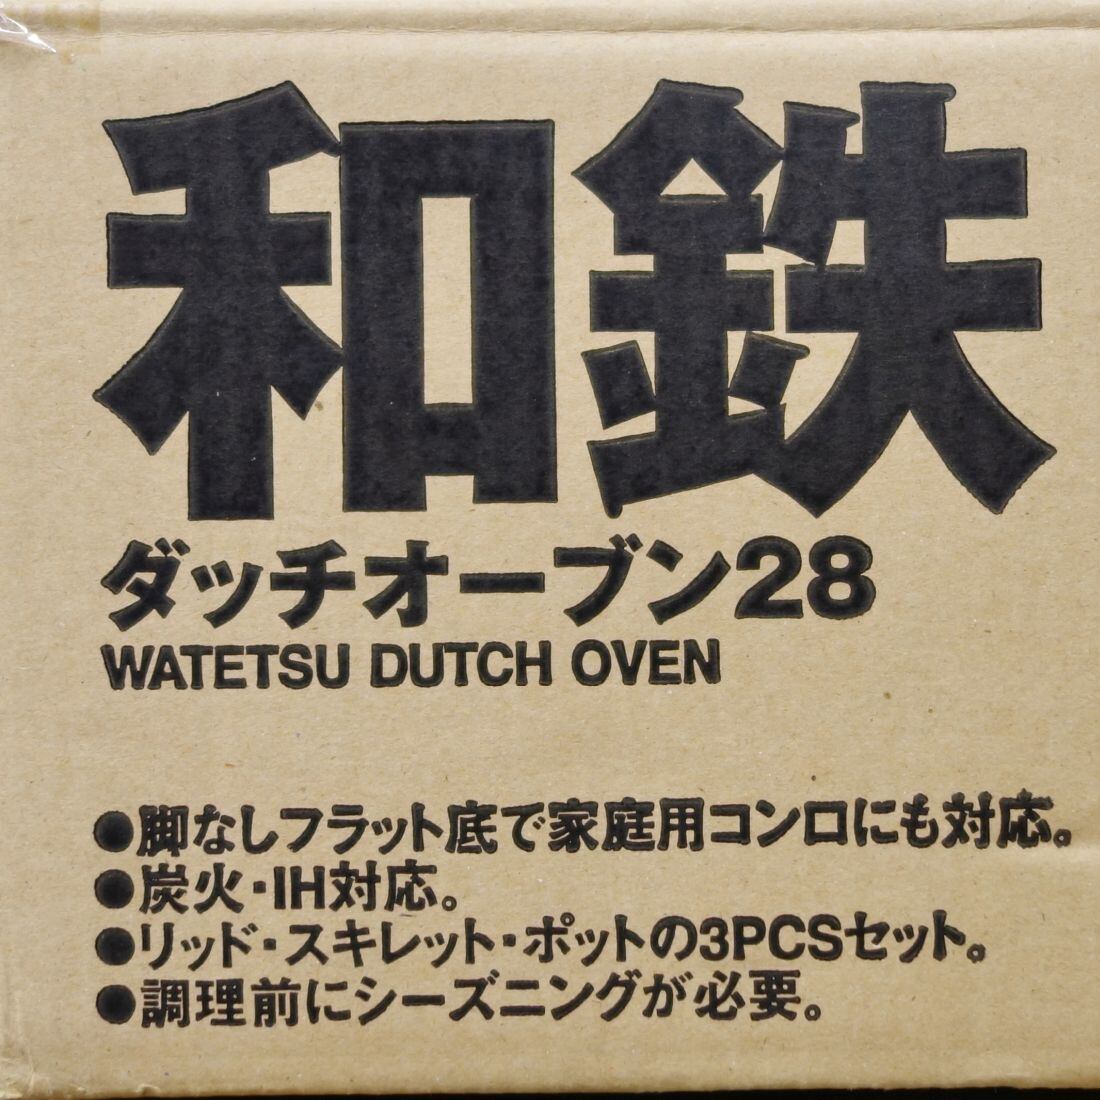 和鉄
ダッチオーブン28
WATETSU DUTCH OVEN
●脚なしフラット底で家庭用コンロにも対応。
●炭火・IH対応。
●リッド・スキレット・ポットの3PCSセット。
●調理前にシーズニングが必要。